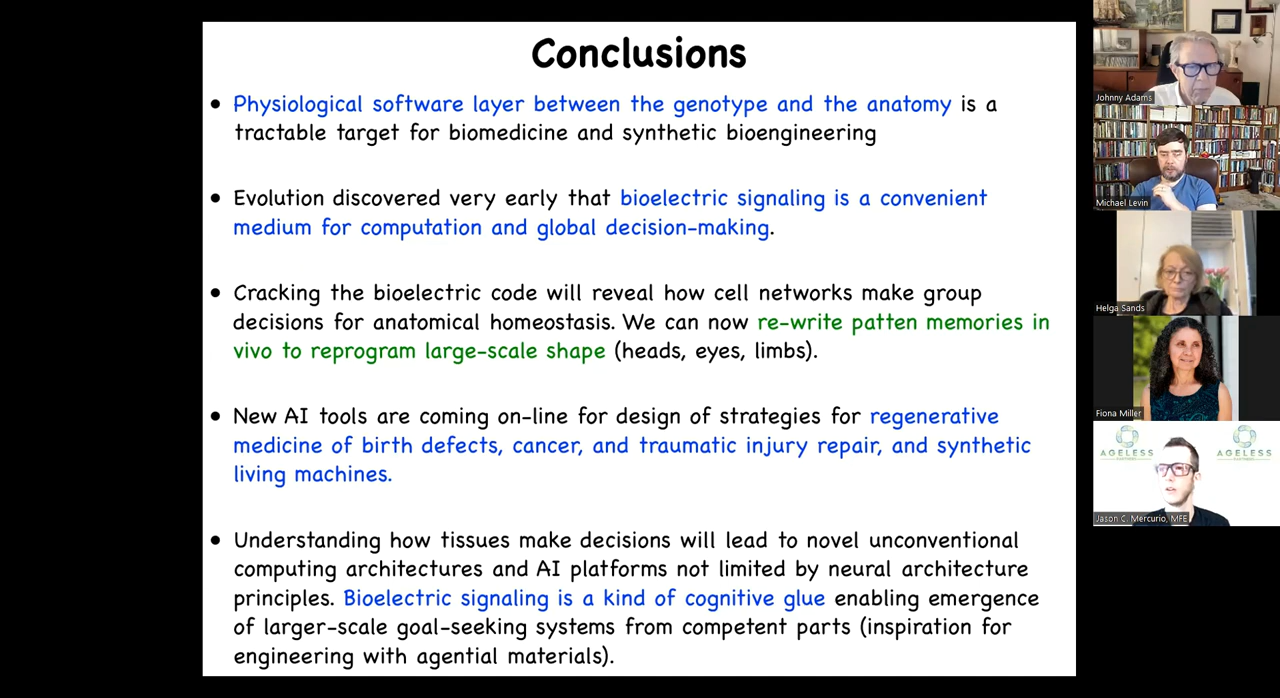 Conclusions
• Physiological software layer between the genotype and the anatomy is a
tractable target for biomedicine and synthetic bioengineering
• Evolution discovered very early that bioelectric signaling is a convenient
medium for computation and global decision-making.
• Cracking the bioelectric code will reveal how cell networks make group
decisions for anatomical homeostasis. We can now re-write patten memories in
vivo to reprogram large-scale shape (heads, eyes, limbs).
• New AI tools are coming on-line for design of strategies for regenerative
medicine of birth defects, cancer, and traumatic injury repair, and synthetic
living machines.
• Understanding how tissues make decisions will lead to novel unconventional
computing architectures and AI platforms not limited by neural architecture
principles. Bioelectric signaling is a kind of cognitive glue enabling emergence
of larger-scale goal-seeking systems from competent parts (inspiration for
engineering with agential materials).
Johnny Adams
Michael Levin
Helga Sands
Fiona Miller
AGELESS
AGELESS
Jason C. Mercurio, MFE